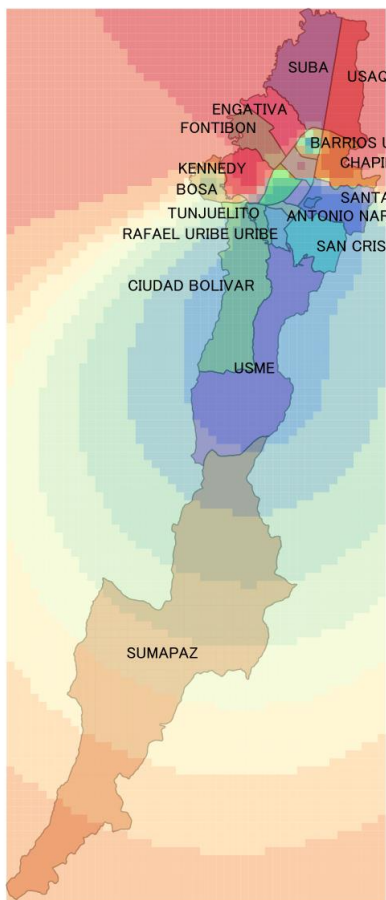 SUBA
USAQ
ENGATIVA
FONTIBON
BARRIOS U
CHAPI
KENNEDY
BOSA
SANTA
TUNJUELITO
ANTONIO NAR
RAFAEL URIBE URIBE
SAN CRIS
CIUDAD BOLIVAR
USME
SUMAPAZ